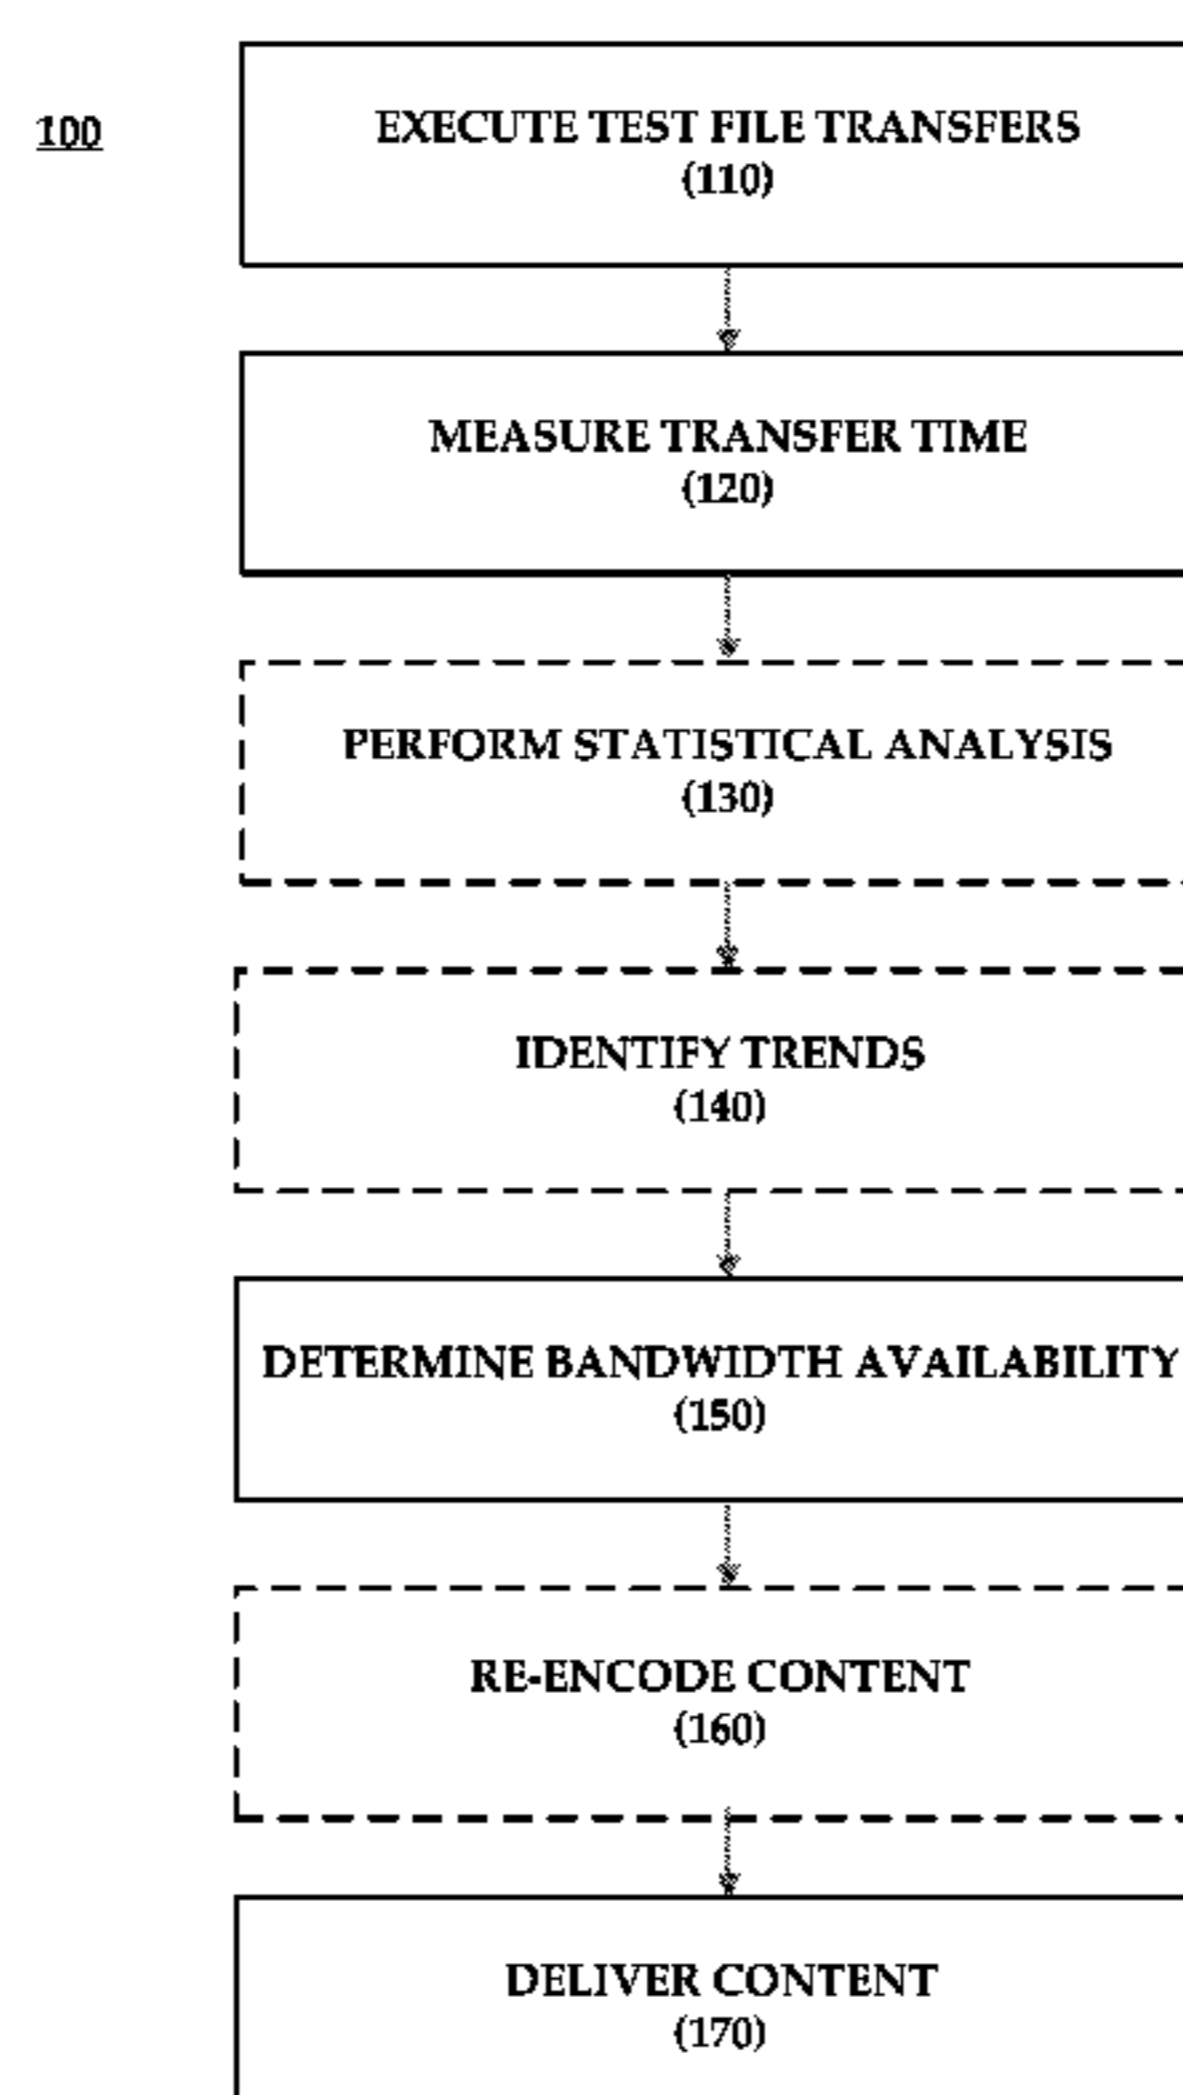 100
EXECUTE TEST FILE TRANSFERS
(110)
MEASURE TRANSFER TIME
(120)
PERFORM STATISTICAL ANALYSIS
(130)
IDENTIFY TRENDS
(140)
DETERMINE BANDWIDTH AVAILABILITY
(150)
RE-ENCODE CONTENT
(160)
DELIVER CONTENT
(170)